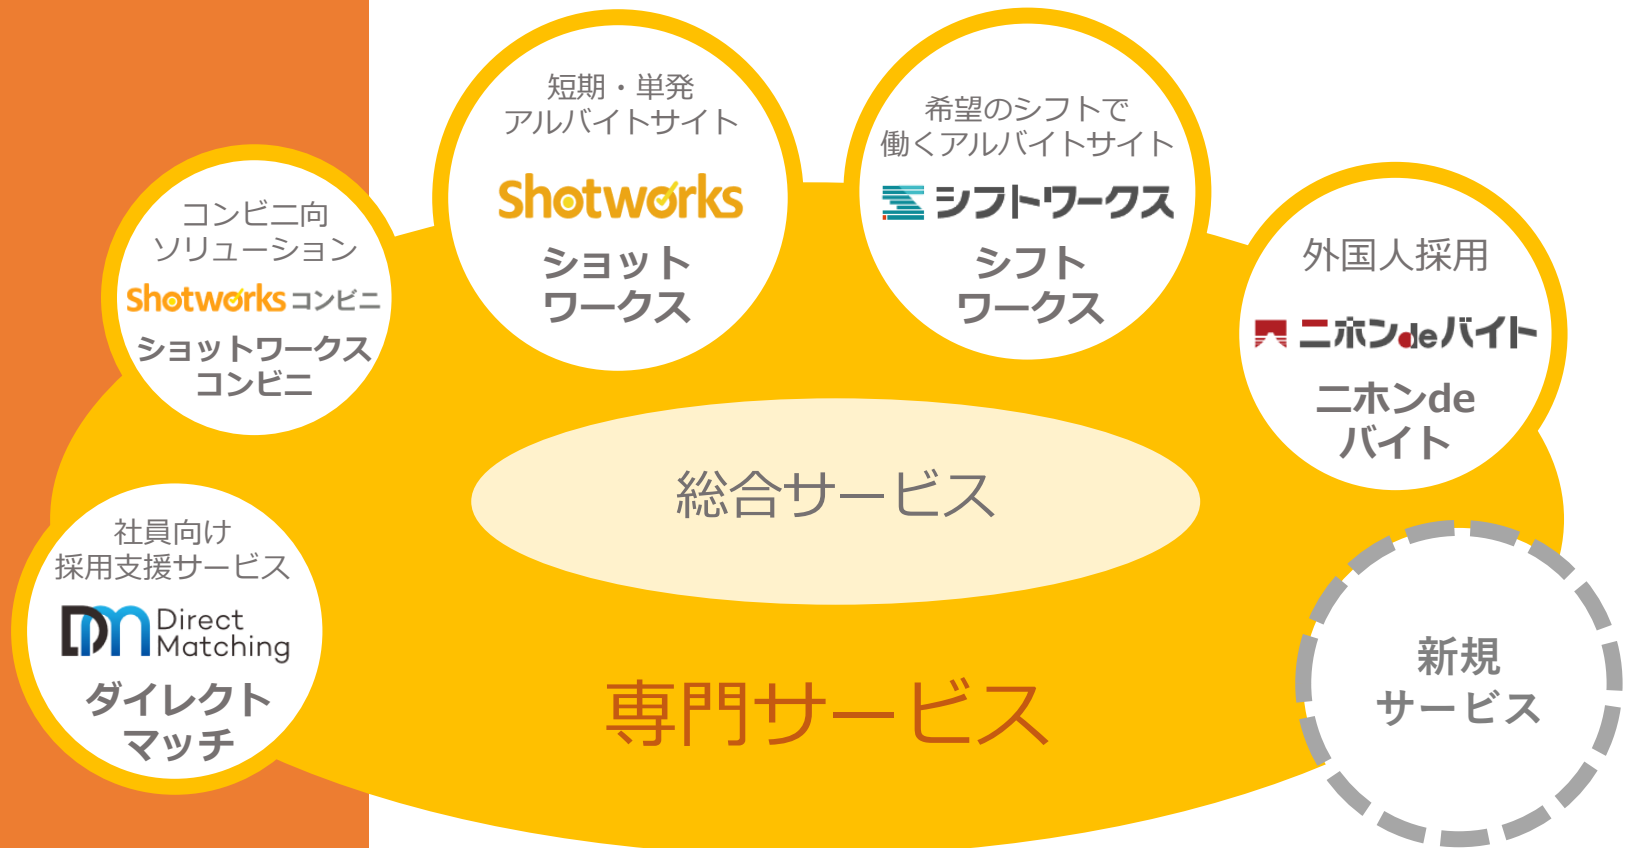 短期・単発
アルバイトサイト
Shotworks
ショット
ワークス
希望のシフトで
働くアルバイトサイト
シフトワークス
シフト
ワークス
コンビニ向
ソリューション
Shotworks コンビニ
ショットワークス
コンビニ
外国人採用
ニホンdeバイト
ニホンde
バイト
総合サービス
社員向け
採用支援サービス
DM Direct
Matching
ダイレクト
マッチ
専門サービス
新規
サービス